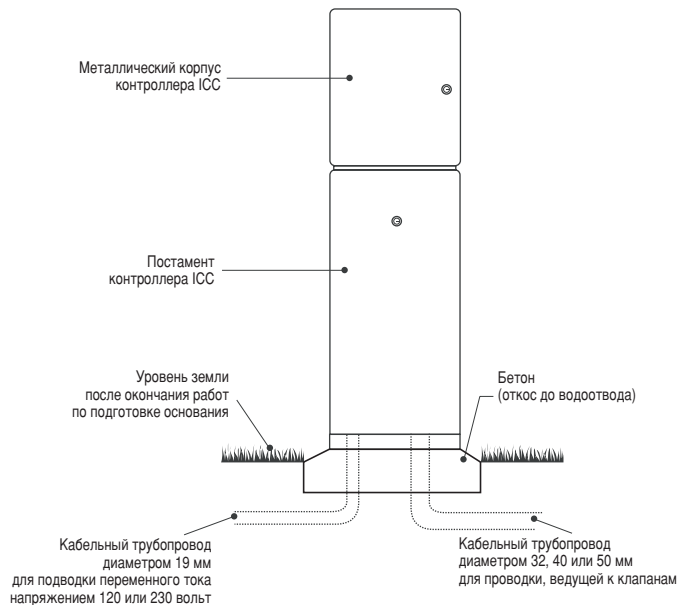 Металлический корпус
контроллера ICC
Постамент
контроллера ICC
Уровень земли
после окончания работ
по подготовке основания
Бетон
(откос до водоотвода)
Кабельный трубопровод
диаметром 19 мм
для подводки переменного тока
напряжением 120 или 230 вольт
Кабельный трубопровод
диаметром 32, 40 или 50 мм
для проводки, ведущей к клапанам